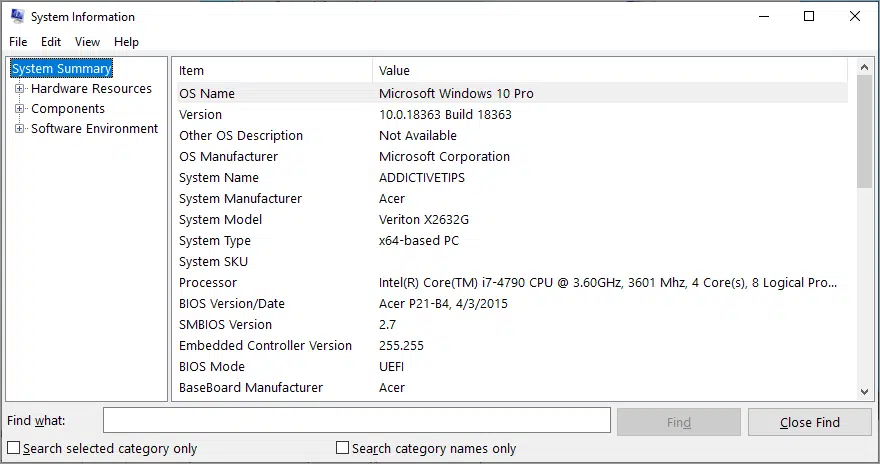 System Information
File Edit View Help
System Summary
Hardware Resources
Components
Software Environment
Item Value
OS Name Microsoft Windows 10 Pro
Version 10.0.18363 Build 18363
Other OS Description Not Available
OS Manufacturer Microsoft Corporation
System Name ADDICTIVETIPS
System Manufacturer Acer
System Model Veriton X2632G
System Type x64-based PC
System SKU
Processor Intel(R) Core(TM) i7-4790 CPU @ 3.60GHz, 3601 Mhz, 4 Core(s), 8 Logical Pro...
BIOS Version/Date Acer P21-B4, 4/3/2015
SMBIOS Version 2.7
Embedded Controller Version 255.255
BIOS Mode UEFI
BaseBoard Manufacturer Acer
Find what: Find Close Find
Search selected category only Search category names only